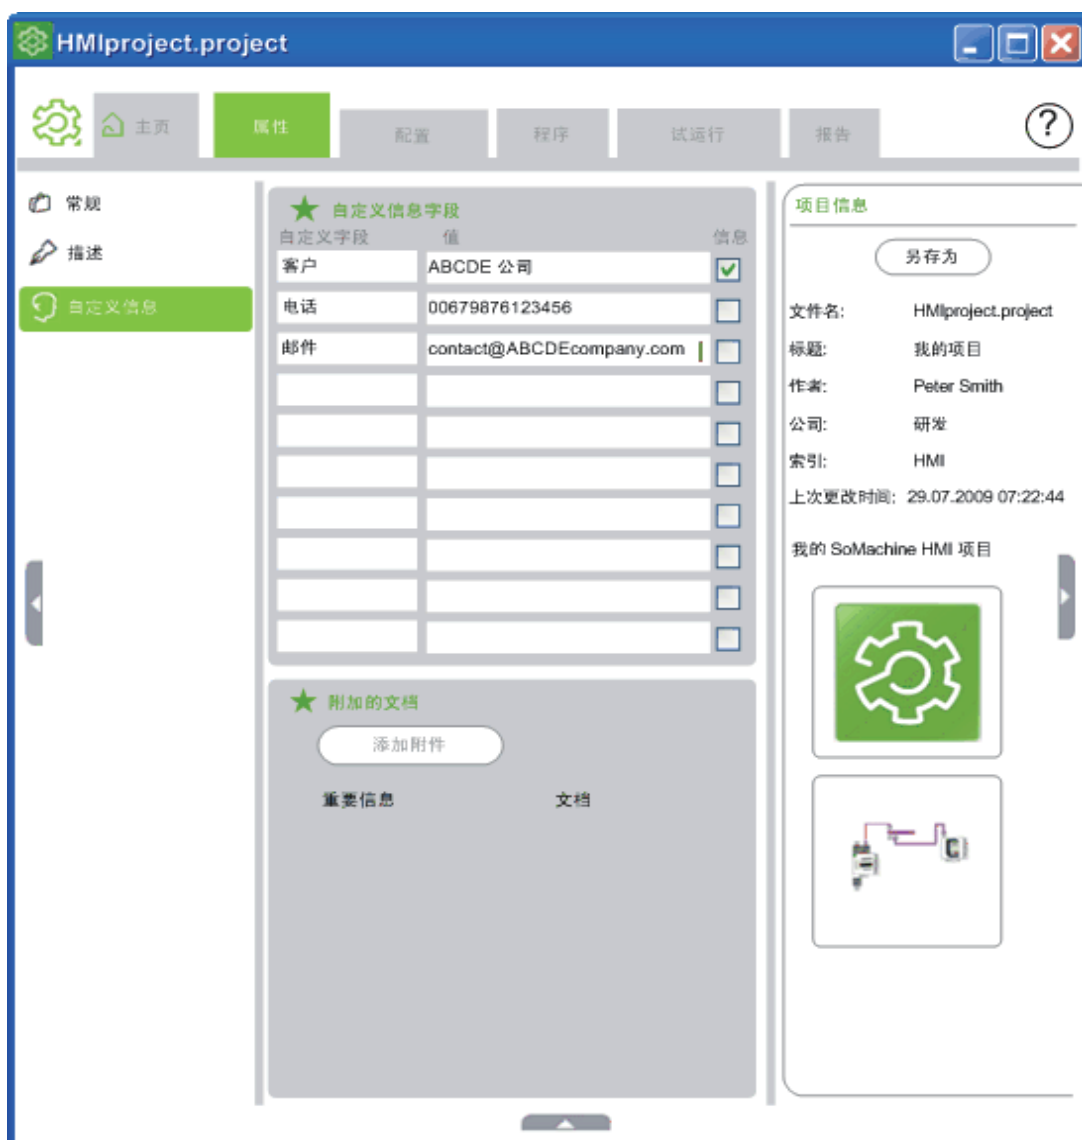 HMIproject.project
主页
属性
配置
程序
试运行
报告
?
常规
描述
自定义信息
自定义信息字段
自定义字段 值 信息
客户 ABCDE 公司
电话 00679876123456
邮件 contact@ABCDEcompany.com
附加的文档
添加附件
重要信息 文档
项目信息
另存为
文件名: HMIproject.project
标题: 我的项目
作者: Peter Smith
公司: 研发
索引: HMI
上次更改时间: 29.07.2009 07:22:44
我的 SoMachine HMI 项目